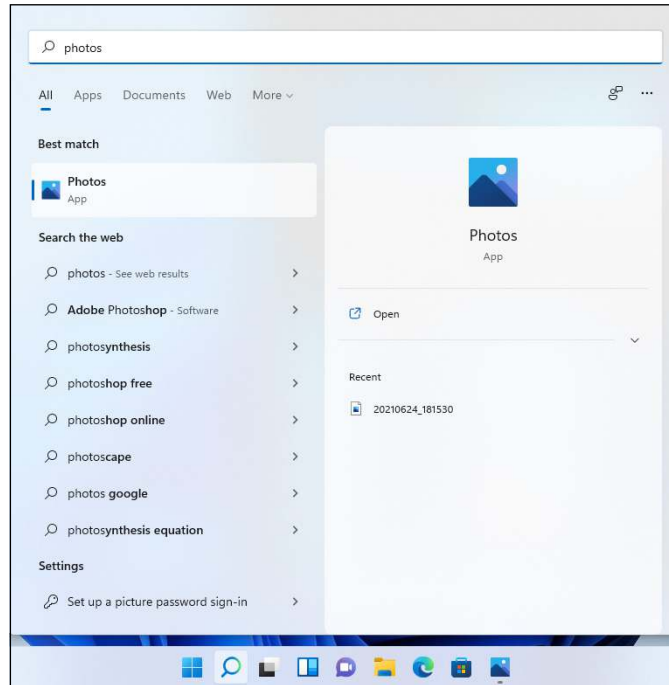 photos
All Apps Documents Web More
...
Best match
Photos
App
Search the web
photos - See web results
Adobe Photoshop - Software
photosynthesis
photoshop free
photoshop online
photoscape
photos google
photosynthesis equation
Settings
Set up a picture password sign-in
Photos
App
Open
Recent
20210624_181530